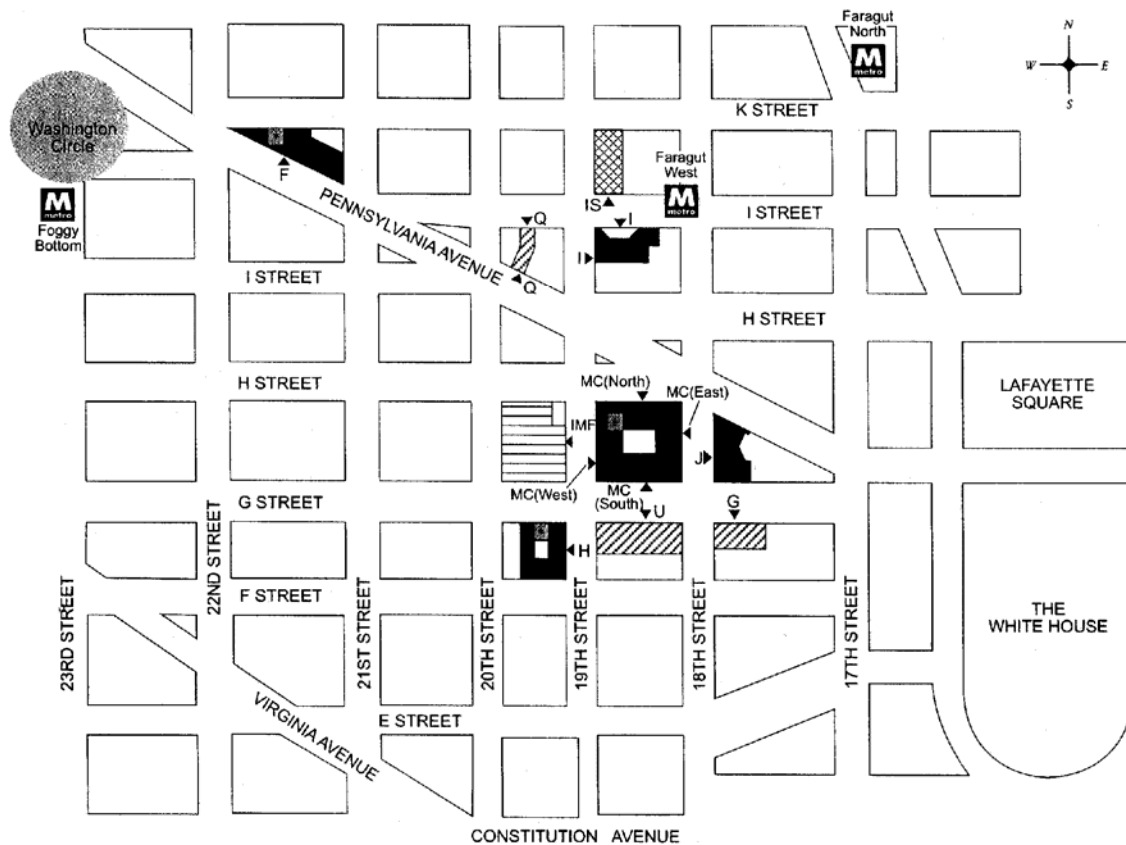 Faragut
North
M
metro
N
W
E
S
K STREET
Washington
Circle
F
Faragut
West
M
metro
M
metro
Foggy
Bottom
PENNSYLVANIA AVENUE
IS
I STREET
Q
I
I
Q
I STREET
H STREET
H STREET
MC(North)
MC(East)
LAFAYETTE
SQUARE
IMF
J
MC(West)
MC
(South)
G STREET
U
G
H
22ND STREET
F STREET
23RD STREET
21ST STREET
20TH STREET
19TH STREET
18TH STREET
17TH STREET
THE
WHITE HOUSE
VIRGINIA AVENUE
E STREET
CONSTITUTION AVENUE